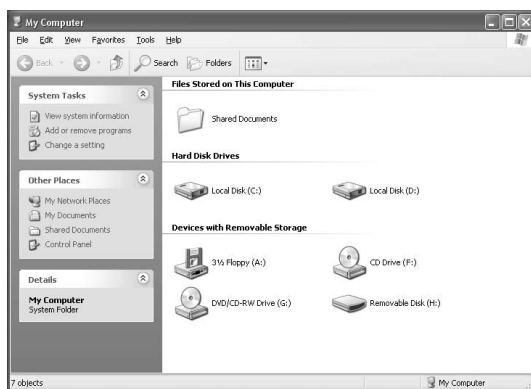 My Computer
File Edit View Favorites Tools Help
Back Search Folders
System Tasks
View system information
Add or remove programs
Change a setting
Other Places
My Network Places
My Documents
Shared Documents
Control Panel
Details
My Computer
System Folder
Files Stored on This Computer
Shared Documents
Hard Disk Drives
Local Disk (C:) Local Disk (D:)
Devices with Removable Storage
3½ Floppy (A:) CD Drive (F:)
DVD/CD-RW Drive (G:) Removable Disk (H:)
7 objects My Computer